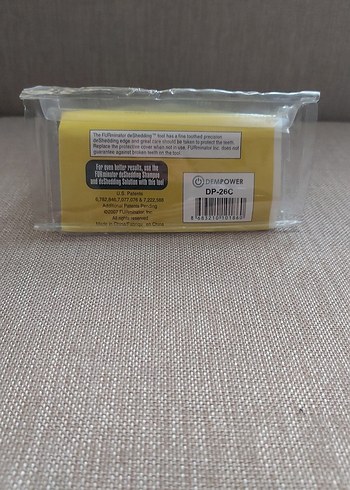 The FURminator deShedding™ tool has a fine toothed precision
deShedding edge and great care should be taken to protect the teeth.
Replace the protective cover when not in use. FURminator Inc. does not
guarantee against broken teeth on the tool.
For even better results, use the
FURminator deShedding Shampoo
and deShedding Solution with this tool
DEMPOWER
DP-26C
U.S. Patents
Additional Patents Pending
©2007 FURminator, Inc.
All rights reserved